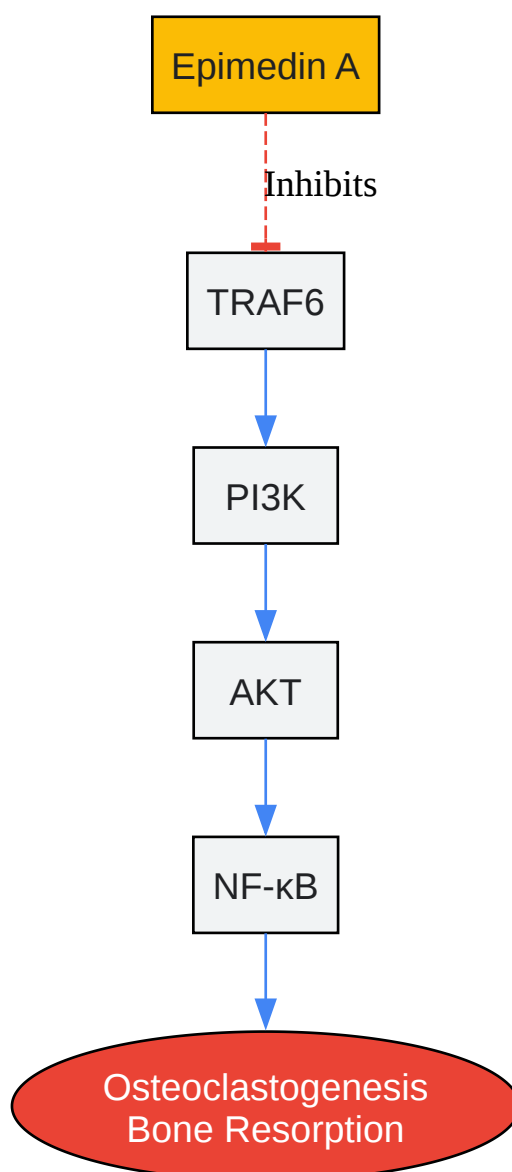 Epimedin A
Inhibits
TRAF6
PI3K
AKT
NF-κB
Osteoclastogenesis
Bone Resorption